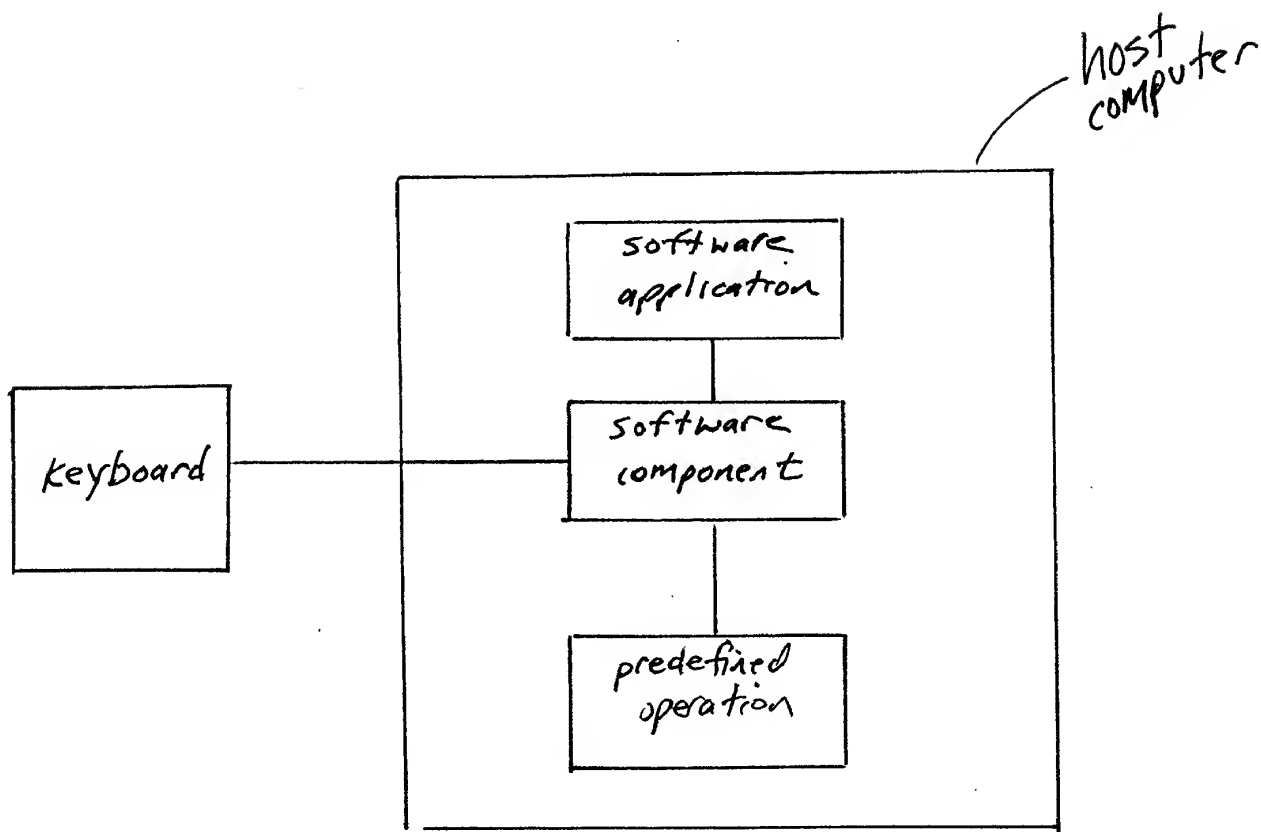 host
computer
software
application
keyboard
software
component
predefined
operation